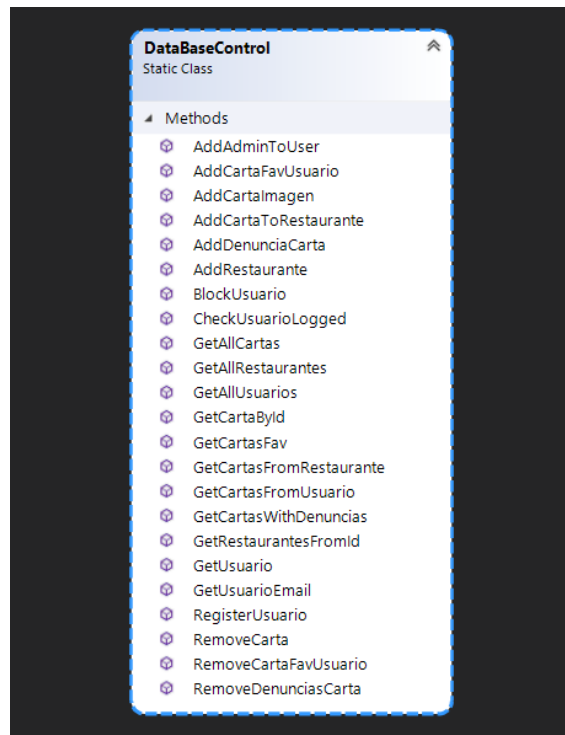 DataBaseControl
Static Class
Methods
AddAdminToUser
AddCartaFavUsuario
AddCartaImagen
AddCartaToRestaurante
AddDenunciaCarta
AddRestaurante
BlockUsuario
CheckUsuarioLogged
GetAllCartas
GetAllRestaurantes
GetAllUsuarios
GetCartaById
GetCartasFav
GetCartasFromRestaurante
GetCartasFromUsuario
GetCartasWithDenuncias
GetRestaurantesFromId
GetUsuario
GetUsuarioEmail
RegisterUsuario
RemoveCarta
RemoveCartaFavUsuario
RemoveDenunciasCarta